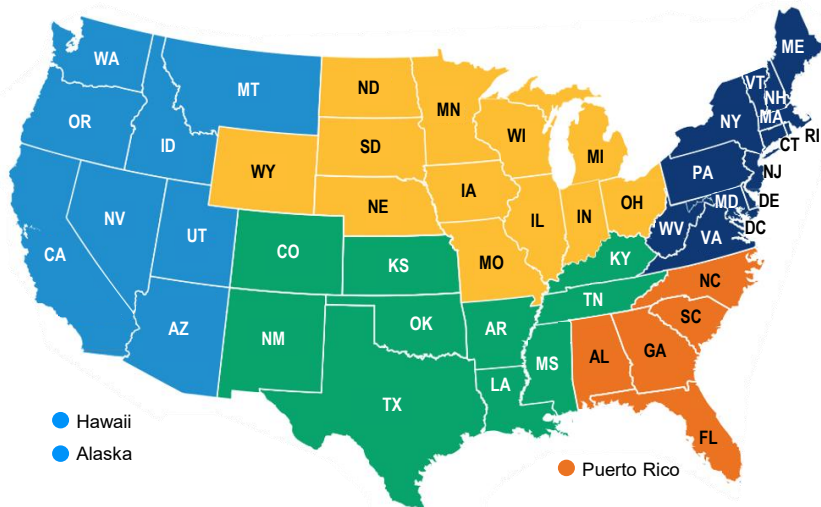 WA
MT
ND
MN
ME
VT
NH
MA
RI
CT
NY
OR
ID
SD
WI
MI
WY
PA
NJ
IA
NE
IL
IN
OH
MD
DE
DC
WV
VA
NV
UT
CA
CO
KS
MO
KY
TN
NC
SC
AZ
NM
OK
AR
MS
AL
GA
LA
TX
FL
Hawaii
Alaska
Puerto Rico